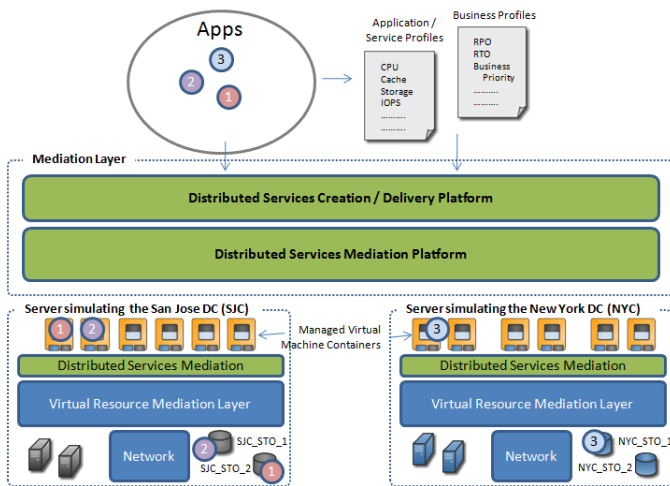 Apps
3
2
1
Application /
Service Profiles
CPU
Cache
Storage
IOPS
..........
..........
Business Profiles
RPO
RTO
Business
Priority
..........
..........
Mediation Layer
Distributed Services Creation / Delivery Platform
Distributed Services Mediation Platform
Server simulating the San Jose DC (SJC)
1
2
Distributed Services Mediation
Virtual Resource Mediation Layer
Network
2
SJC_STO_1
SJC_STO_2
1
Managed Virtual
Machine Containers
Server simulating the New York DC (NYC)
3
Distributed Services Mediation
Virtual Resource Mediation Layer
Network
3
NYC_STO_1
NYC_STO_2